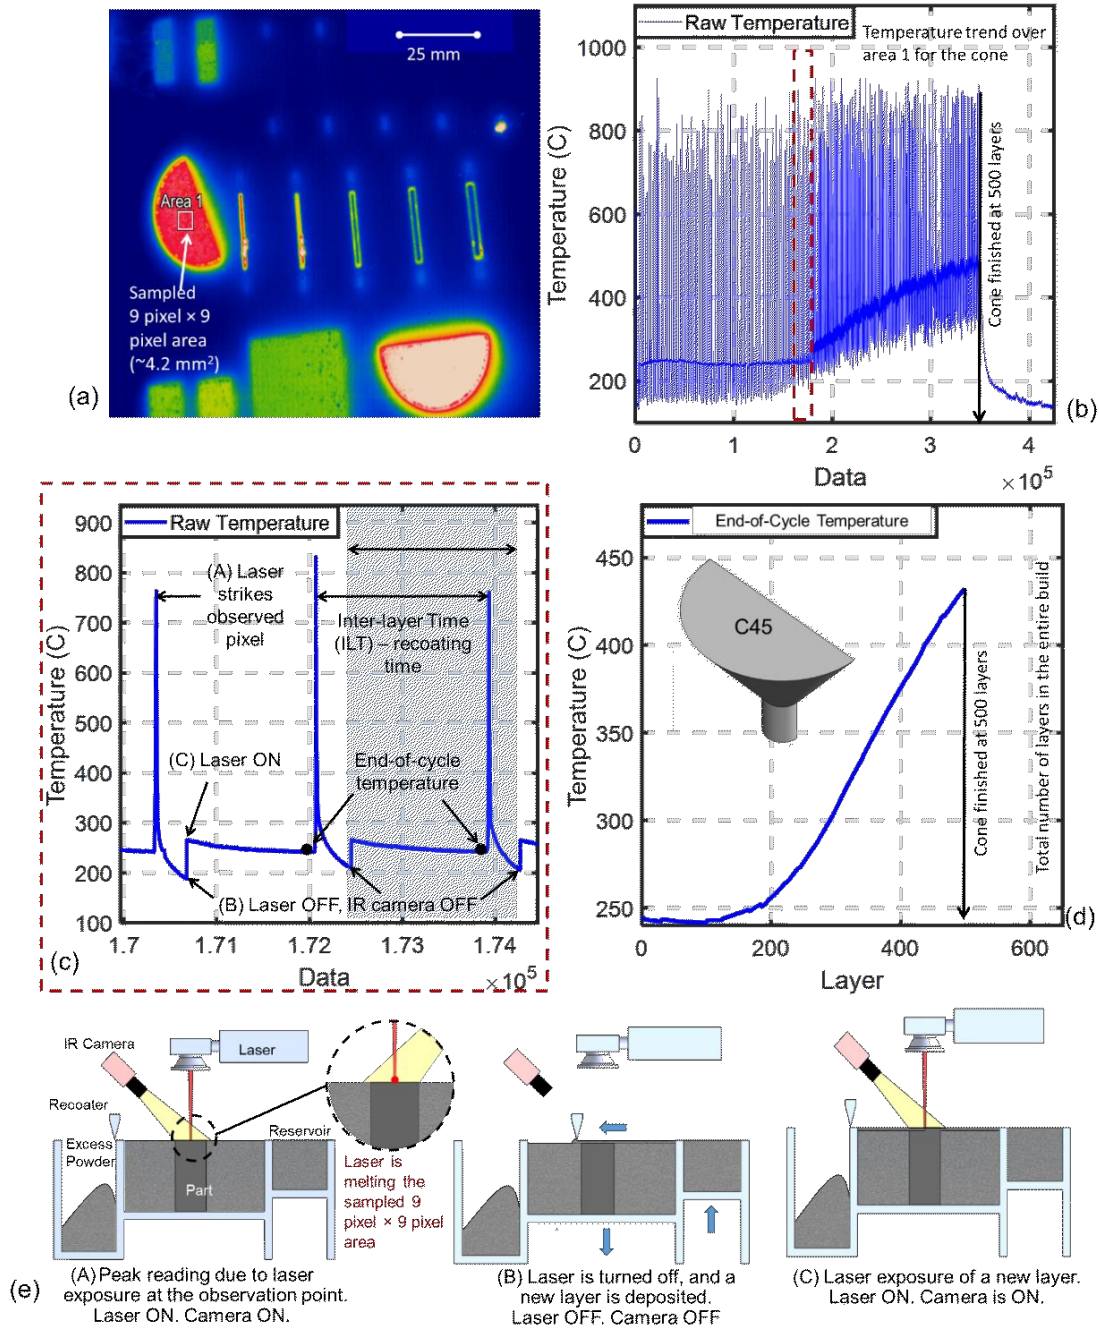 (a)
25 mm
Area 1
Sampled
9 pixel × 9
pixel area
(~4.2 mm²)
Raw Temperature
Temperature trend over
area 1 for the cone
Cone finished at 500 layers
Temperature (C)
1000
800
600
400
200
0
1
2
3
4
Data
×10⁵
(b)
Raw Temperature
(A) Laser
strikes
observed
pixel
Inter-layer Time
(ILT) – recoating
time
(C) Laser ON
End-of-cycle
temperature
(B) Laser OFF, IR camera OFF
Temperature (C)
900
800
700
600
500
400
300
200
100
1.7
1.71
1.72
1.73
1.74
Data
×10⁵
(c)
End-of-Cycle Temperature
C45
Cone finished at 500 layers
Total number of layers in the entire build
Temperature (C)
450
400
350
300
250
0
200
400
600
Layer
(d)
IR Camera
Laser
Recoater
Excess
Powder
Part
Reservoir
Laser is
melting the
sampled 9
pixel × 9 pixel
area
(e)
(A) Peak reading due to laser
exposure at the observation point.
Laser ON. Camera ON.
(B) Laser is turned off, and a
new layer is deposited.
Laser OFF. Camera OFF
(C) Laser exposure of a new layer.
Laser ON. Camera is ON.